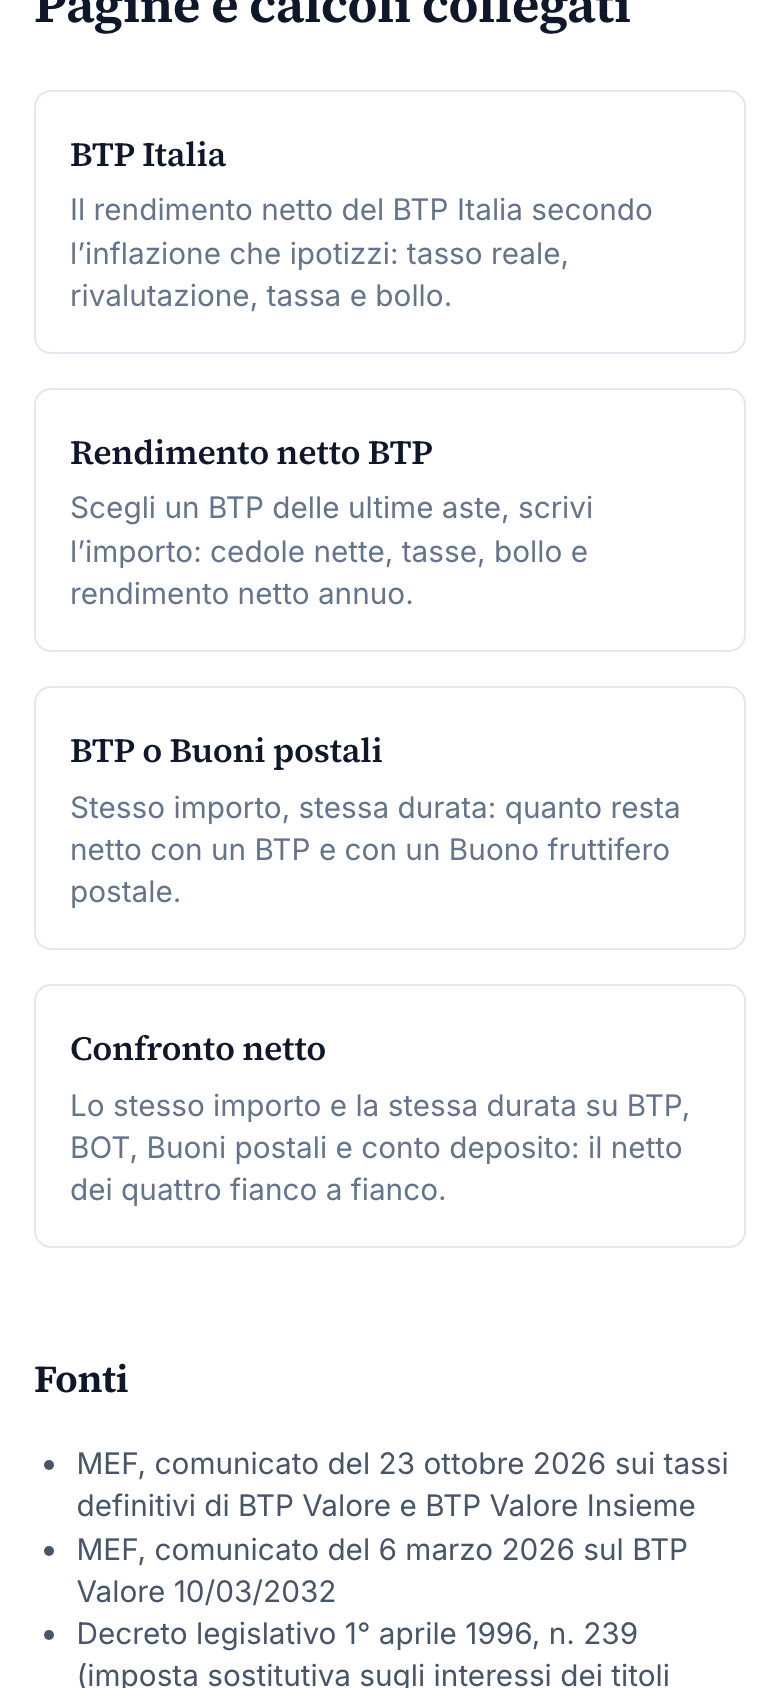 Pagine e calcoli collegati
BTP Italia
Il rendimento netto del BTP Italia secondo
l’inflazione che ipotizzi: tasso reale,
rivalutazione, tassa e bollo.
Rendimento netto BTP
Scegli un BTP delle ultime aste, scrivi
l’importo: cedole nette, tasse, bollo e
rendimento netto annuo.
BTP o Buoni postali
Stesso importo, stessa durata: quanto resta
netto con un BTP e con un Buono fruttifero
postale.
Confronto netto
Lo stesso importo e la stessa durata su BTP,
BOT, Buoni postali e conto deposito: il netto
dei quattro fianco a fianco.
Fonti
• MEF, comunicato del 23 ottobre 2026 sui tassi
definitivi di BTP Valore e BTP Valore Insieme
• MEF, comunicato del 6 marzo 2026 sul BTP
Valore 10/03/2032
• Decreto legislativo 1° aprile 1996, n. 239
(imposta sostitutiva sugli interessi dei titoli